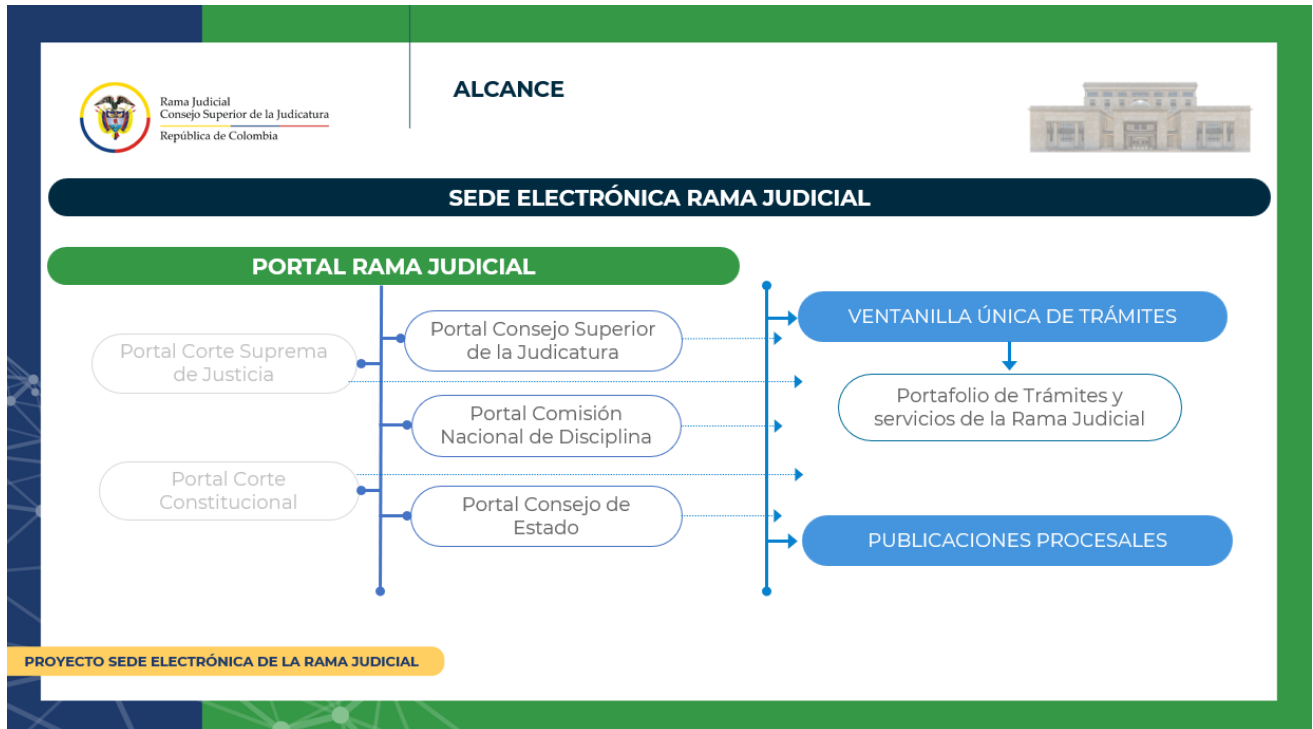 Rama Judicial
Consejo Superior de la Judicatura
República de Colombia
ALCANCE
SEDE ELECTRÓNICA RAMA JUDICIAL
PORTAL RAMA JUDICIAL
Portal Corte Suprema
de Justicia
Portal Consejo Superior
de la Judicatura
Portal Comisión
Nacional de Disciplina
Portal Corte
Constitucional
Portal Consejo de
Estado
VENTANILLA ÚNICA DE TRÁMITES
Portafolio de Trámites y
servicios de la Rama Judicial
PUBLICACIONES PROCESALES
PROYECTO SEDE ELECTRÓNICA DE LA RAMA JUDICIAL